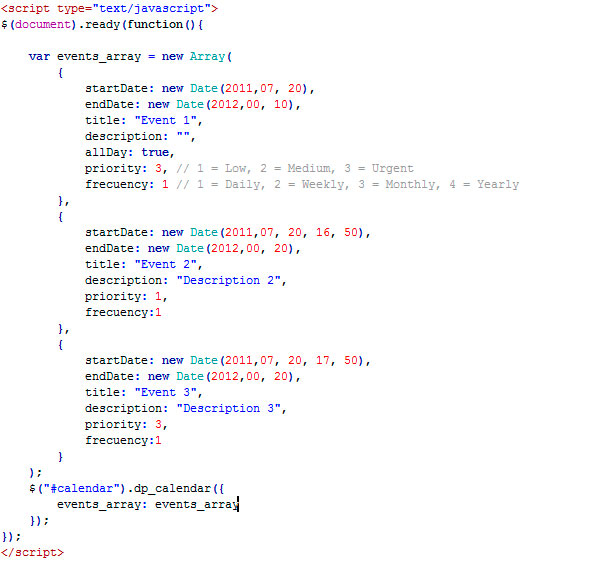 <script type="text/javascript">
$(document).ready(function(){
var events_array = new Array(
{
startDate: new Date(2011,07, 20),
endDate: new Date(2012,00, 10),
title: "Event 1",
description: "",
allDay: true,
priority: 3, // 1 = Low, 2 = Medium, 3 = Urgent
frecuency: 1 // 1 = Daily, 2 = Weekly, 3 = Monthly, 4 = Yearly
},
{
startDate: new Date(2011,07, 20, 16, 50),
endDate: new Date(2012,00, 20),
title: "Event 2",
description: "Description 2",
priority: 1,
frecuency:1
},
{
startDate: new Date(2011,07, 20, 17, 50),
endDate: new Date(2012,00, 20),
title: "Event 3",
description: "Description 3",
priority: 3,
frecuency:1
}
);
$("#calendar").dp_calendar({
events_array: events_array
});
});
</script>